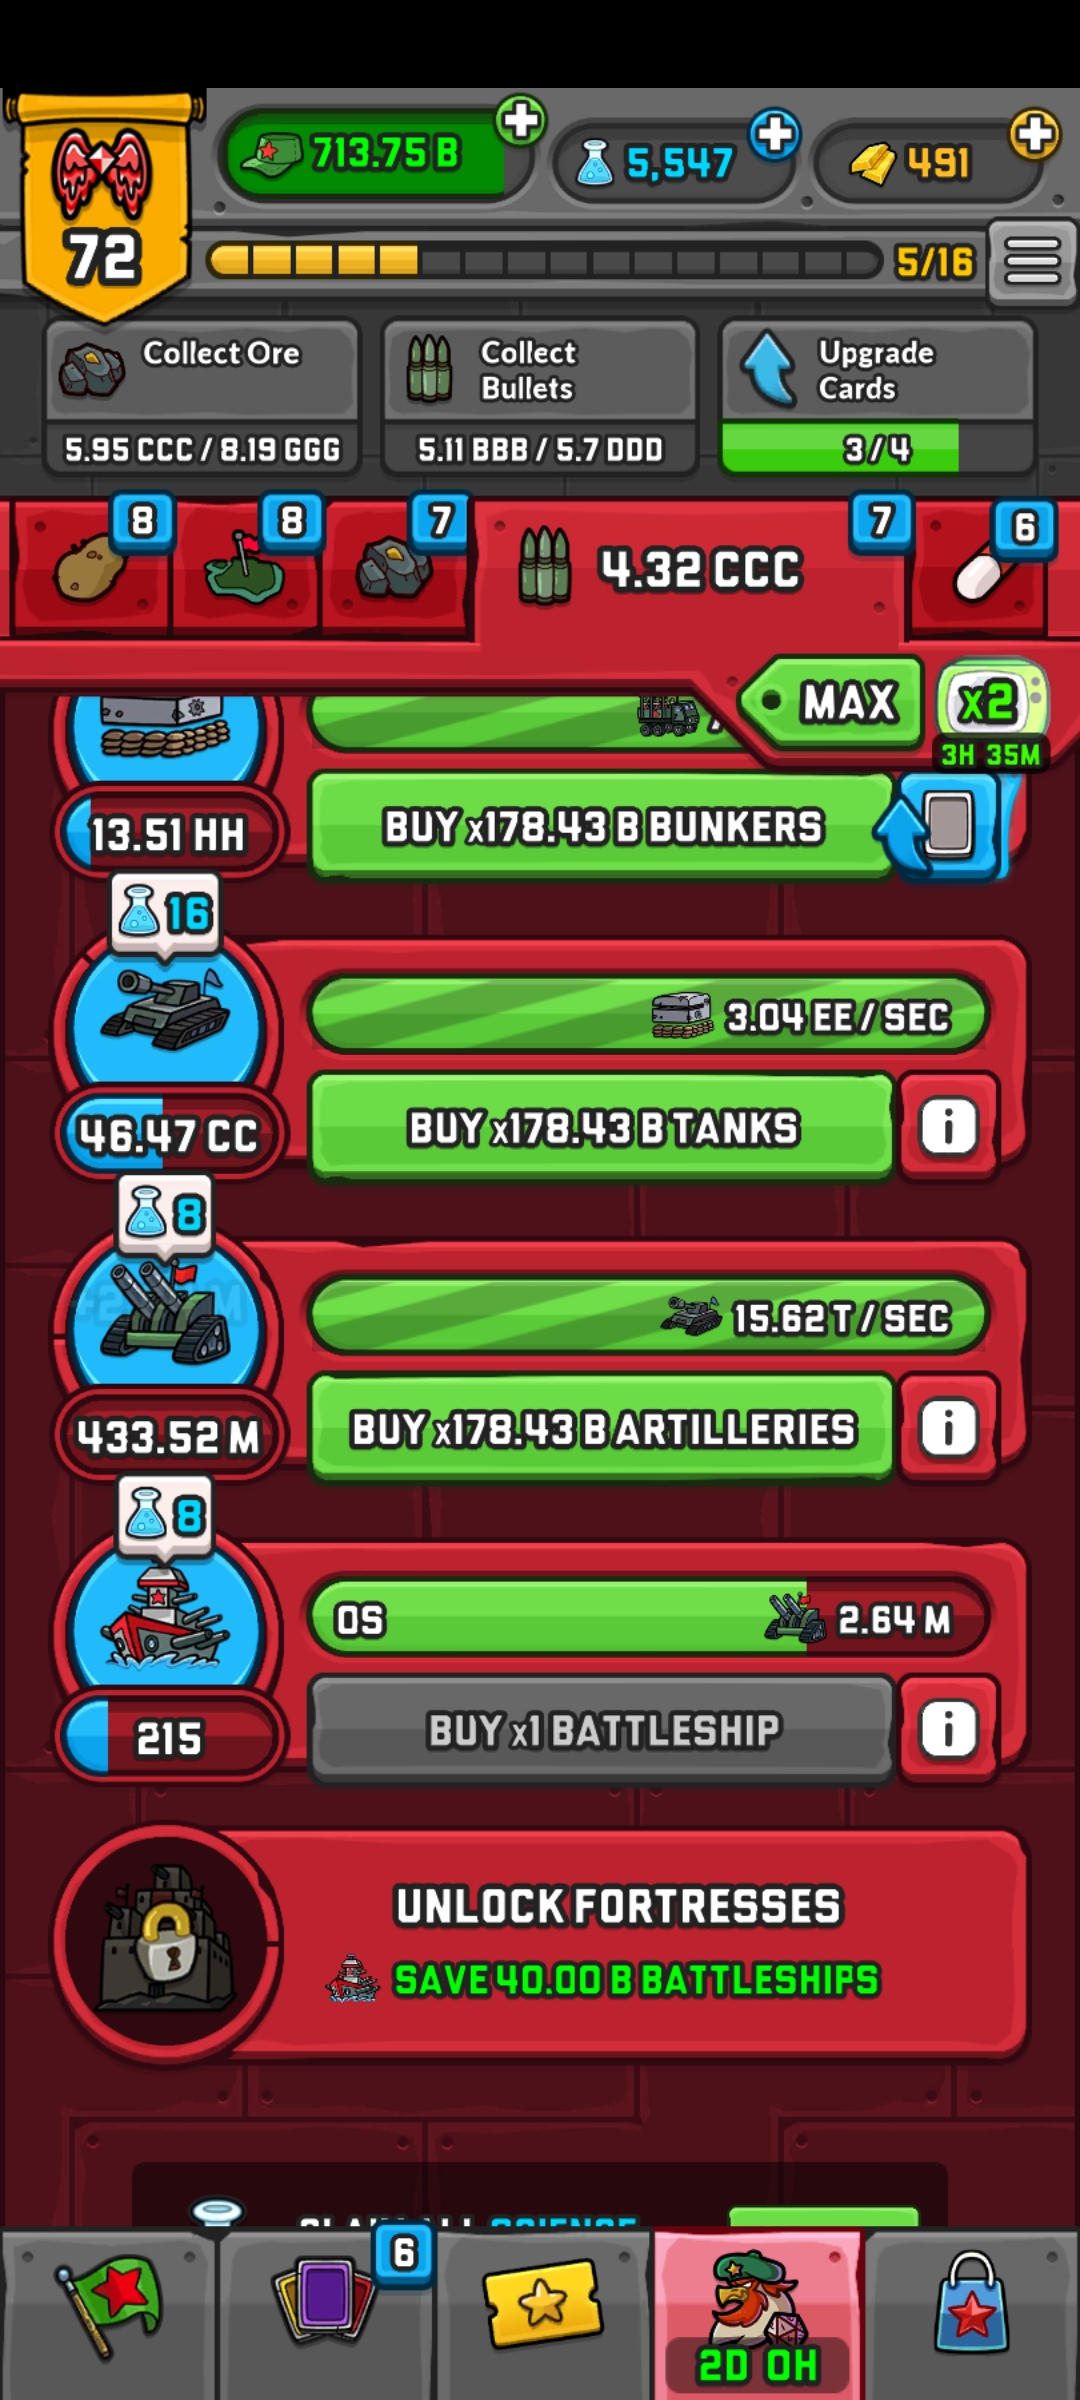 713.75 B
5,547
491
72
5/16
Collect Ore
5.95 CCC / 8.19 GGG
Collect
Bullets
5.11 BBB / 5.7 DDD
Upgrade
Cards
3/4
8
8
7
4.32 CCC
7
6
MAX
x2
3H 35M
13.51 HH
BUY x178.43 B BUNKERS
16
3.04 EE / SEC
46.47 CC
BUY x178.43 B TANKS
8
15.62 T / SEC
433.52 M
BUY x178.43 B ARTILLERIES
8
0S
2.64 M
215
BUY x1 BATTLESHIP
UNLOCK FORTRESSES
SAVE 40.00 B BATTLESHIPS
6
2D 0H